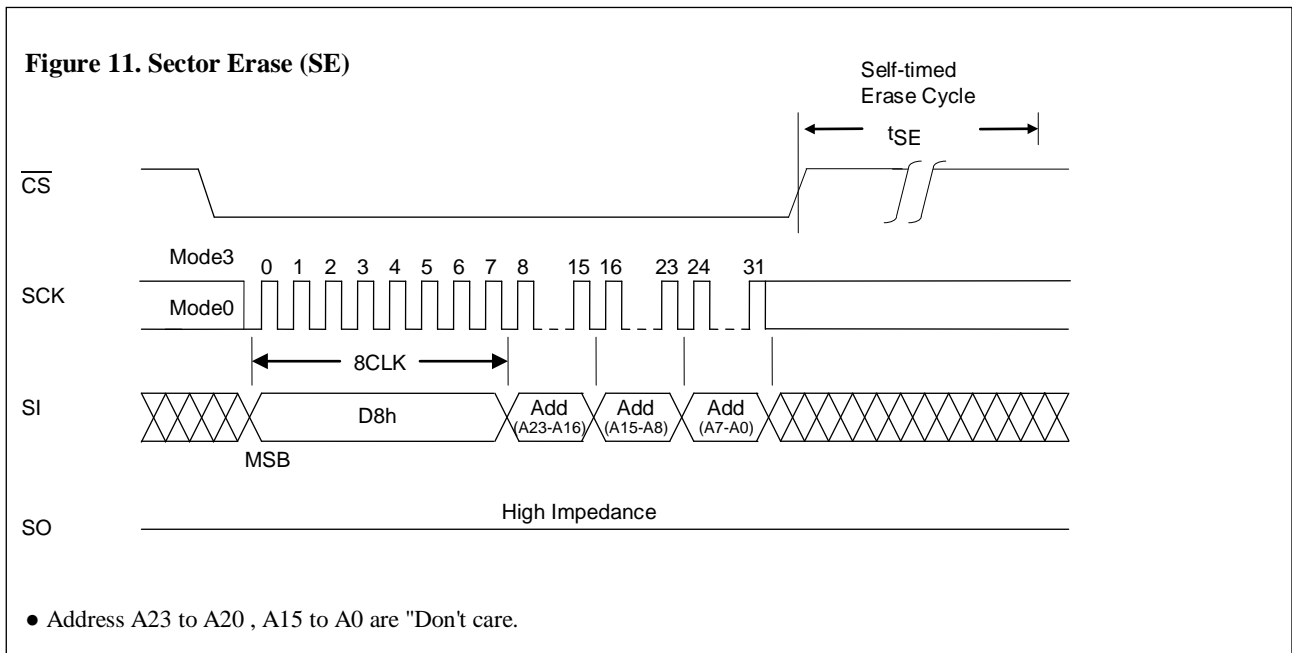 Figure 11. Sector Erase (SE)
Self-timed
Erase Cycle
tSE
CS
Mode3
0 1 2 3 4 5 6 7 8 15 16 23 24 31
SCK
Mode0
8CLK
SI
D8h
Add
(A23-A16)
Add
(A15-A8)
Add
(A7-A0)
MSB
High Impedance
SO
● Address A23 to A20 , A15 to A0 are "Don't care.